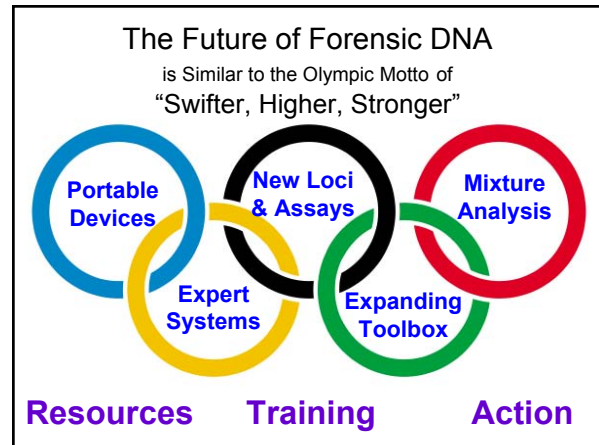 The Future of Forensic DNA
is Similar to the Olympic Motto of
“Swifter, Higher, Stronger”
Portable
Devices
New Loci
& Assays
Mixture
Analysis
Expert
Systems
Expanding
Toolbox
Resources Training Action